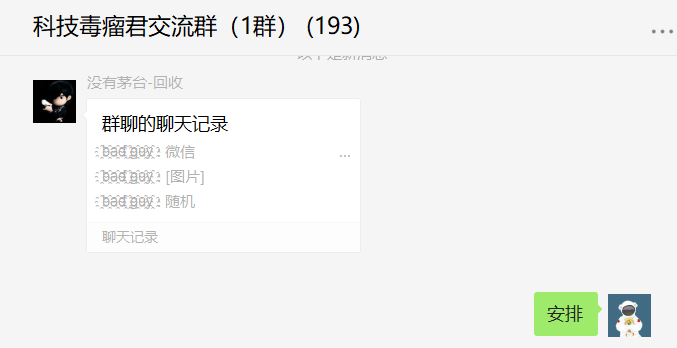 科技毒瘤君交流群（1群） (193)
...
以下是新消息
没有茅台-回收
群聊的聊天记录
bad guy : 微信
...
bad guy : [图片]
bad guy : 随机
聊天记录
安排